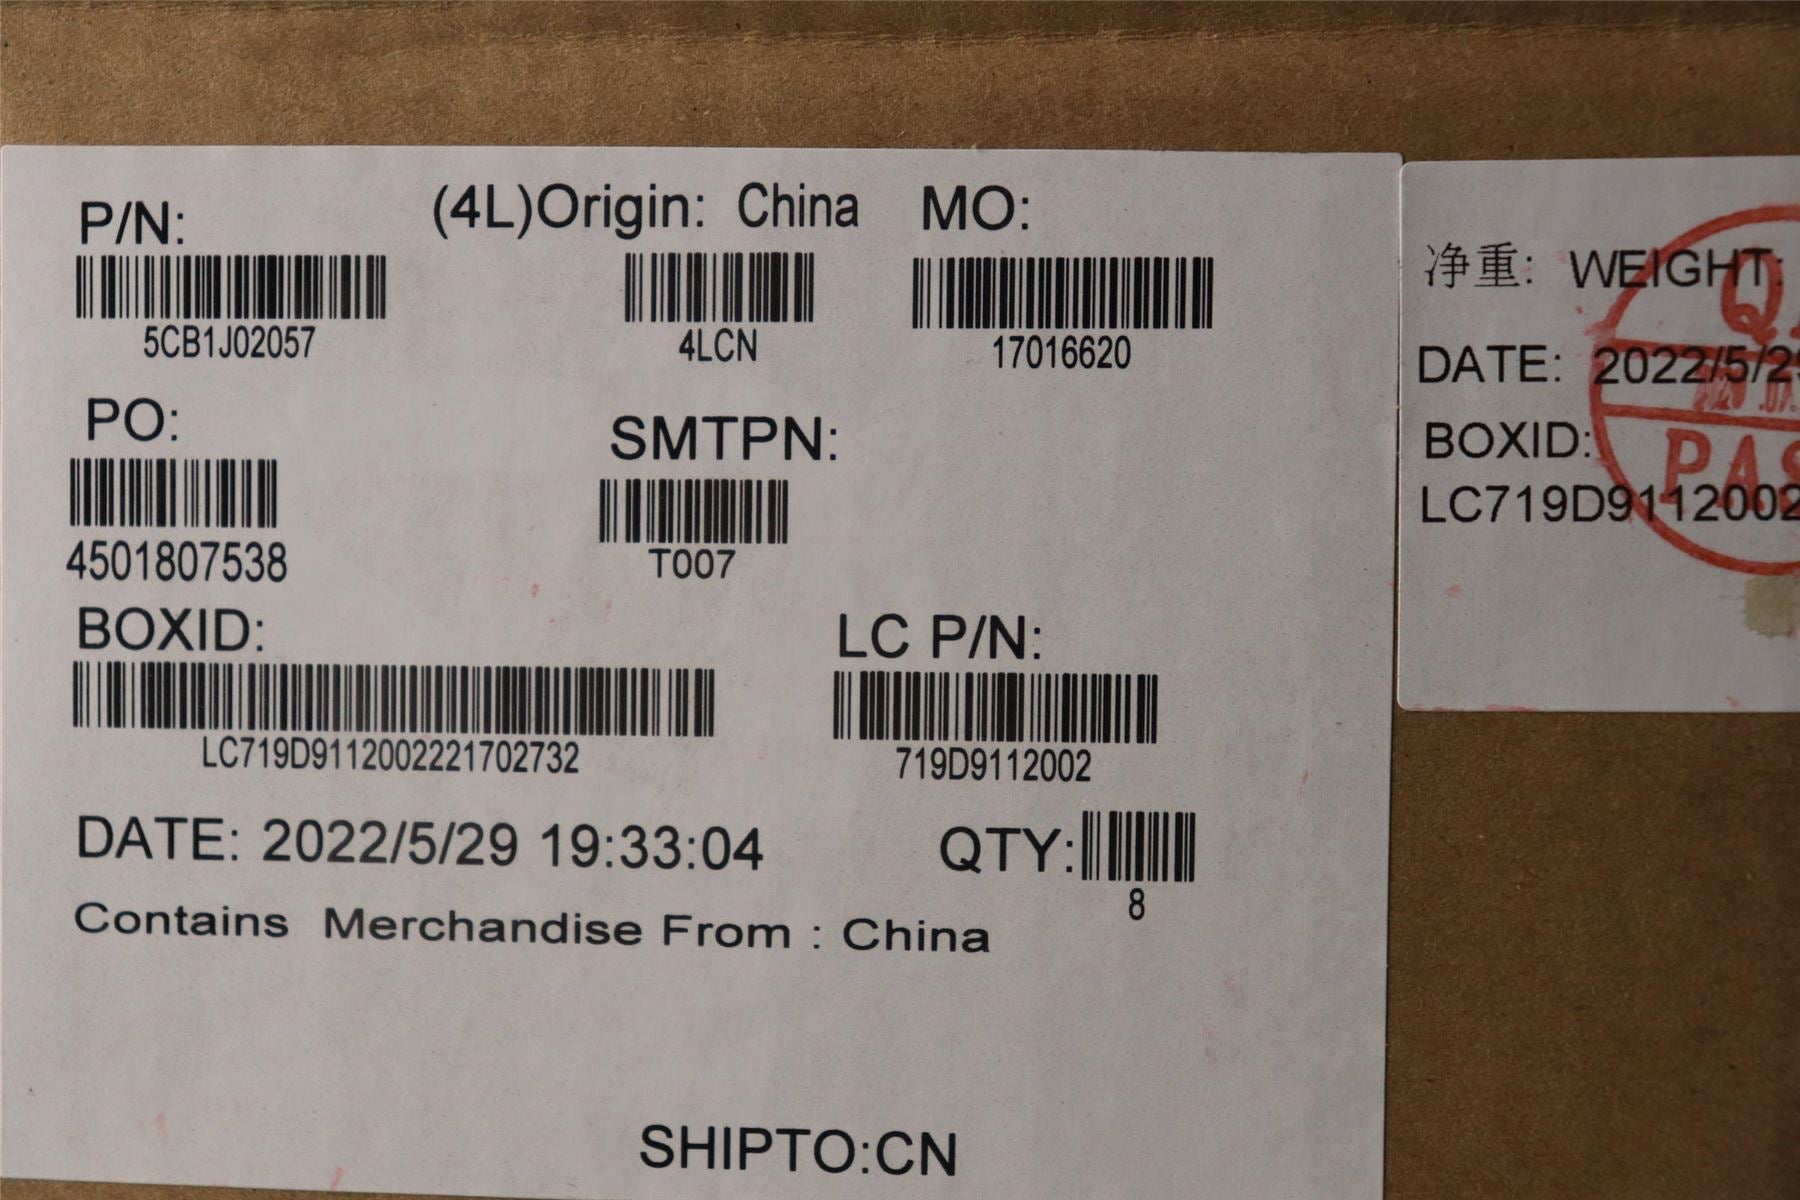 P/N:
(4L)Origin: China
MO:
5CB1J02057
4LCN
17016620
PO:
SMTPN:
4501807538
T007
BOXID:
LC P/N:
LC719D9112002221702732
719D9112002
DATE: 2022/5/29 19:33:04
QTY:
8
Contains Merchandise From : China
SHIPTO:CN
净重: WEIGHT:
DATE: 2022/5/29
BOXID:
LC719D9112002
PAS